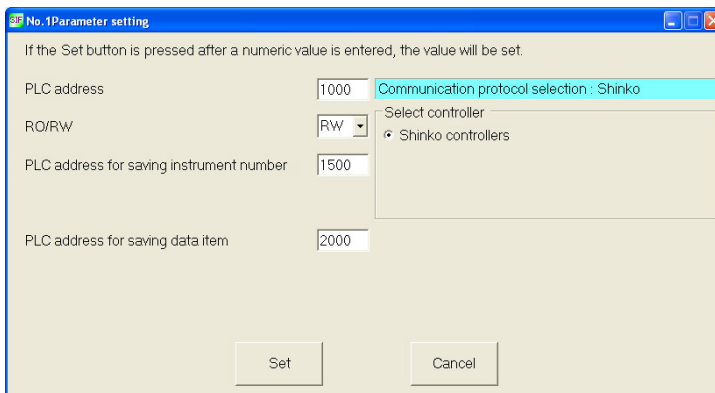 SIF No.1Parameter setting
If the Set button is pressed after a numeric value is entered, the value will be set.
PLC address 1000 Communication protocol selection : Shinko
Select controller
RO/RW RW Shinko controllers
PLC address for saving instrument number 1500
PLC address for saving data item 2000
Set Cancel